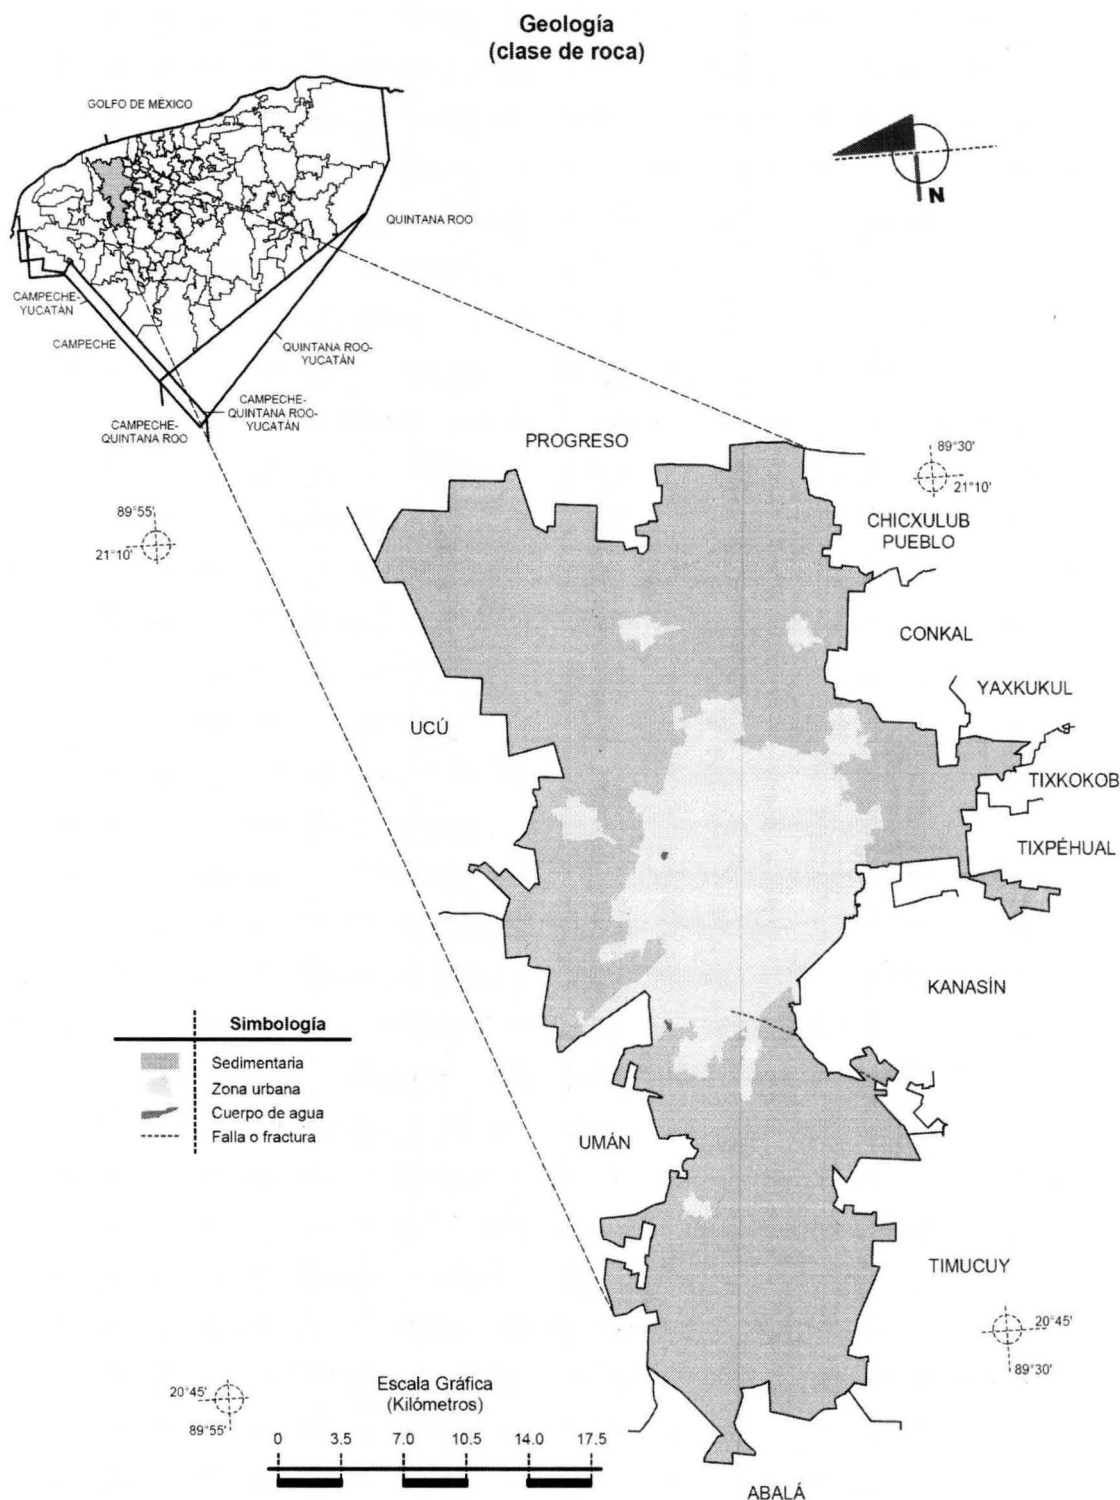 Geología
(clase de roca)
GOLFO DE MÉXICO
N
QUINTANA ROO
CAMPECHE-
YUCATÁN
CAMPECHE
QUINTANA ROO-
YUCATÁN
CAMPECHE-
QUINTANA ROO-
YUCATÁN
CAMPECHE-
QUINTANA ROO
PROGRESO
89°30'
21°10'
89°55'
21°10'
CHICXULUB
PUEBLO
CONKAL
YAXKUKUL
UCÚ
TIXKOKOB
TIXPÉHUAL
KANASÍN
Simbología
Sedimentaria
Zona urbana
Cuerpo de agua
Falla o fractura
UMÁN
TIMUCUY
20°45'
89°30'
20°45'
89°55'
Escala Gráfica
(Kilómetros)
0 3.5 7.0 10.5 14.0 17.5
ABALÁ